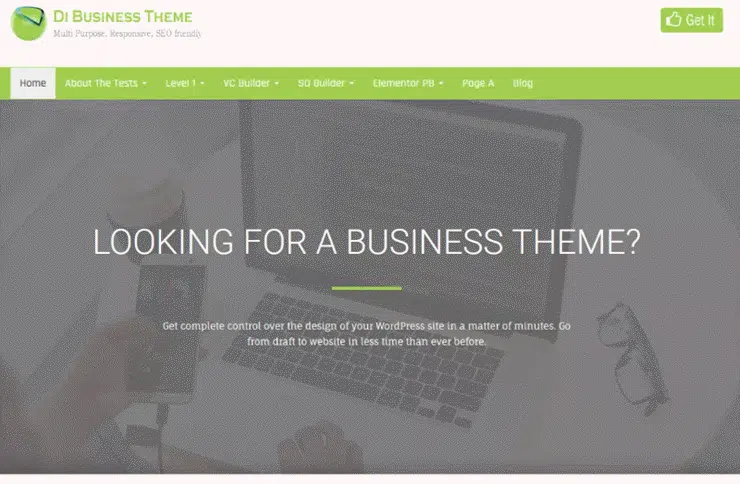 Di Business Theme
Multi Purpose, Responsive, SEO friendly
Get It
Home About The Tests Level 1 VC Builder SO Builder Elementor PB Page A Blog
LOOKING FOR A BUSINESS THEME?
Get complete control over the design of your WordPress site in a matter of minutes. Go
from draft to website in less time than ever before.